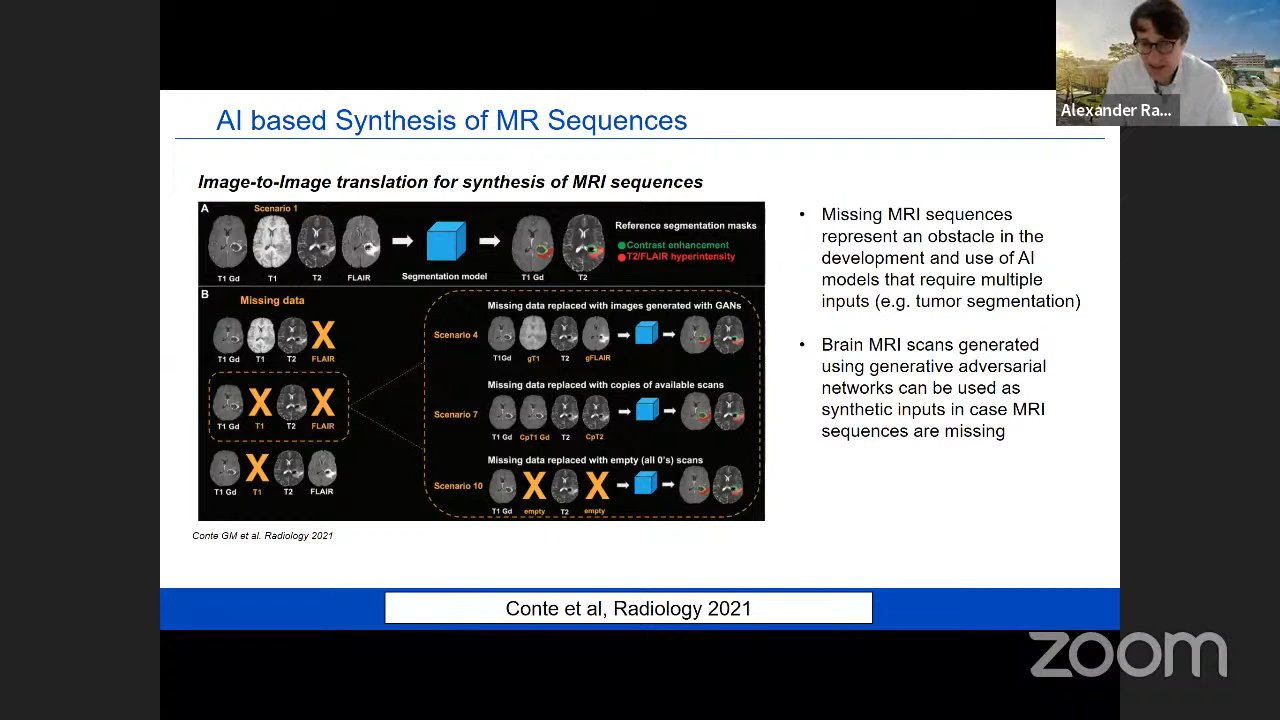 AI based Synthesis of MR Sequences
Alexander Ra...
Image-to-Image translation for synthesis of MRI sequences
A
Scenario 1
T1 Gd
T1
T2
FLAIR
Segmentation model
T1 Gd
T2
Reference segmentation masks
Contrast enhancement
T2/FLAIR hyperintensity
B
Missing data
T1 Gd
T1
T2
X
FLAIR
T1 Gd
X
T1
T2
X
FLAIR
T1 Gd
X
T1
T2
FLAIR
Missing data replaced with images generated with GANs
Scenario 4
T1Gd
gT1
T2
gFLAIR
Missing data replaced with copies of available scans
Scenario 7
T1 Gd
CpT1 Gd
T2
CpT2
Missing data replaced with empty (all 0's) scans
Scenario 10
T1 Gd
X
empty
T2
X
empty
Conte GM et al. Radiology 2021
• Missing MRI sequences
represent an obstacle in the
development and use of AI
models that require multiple
inputs (e.g. tumor segmentation)
• Brain MRI scans generated
using generative adversarial
networks can be used as
synthetic inputs in case MRI
sequences are missing
Conte et al, Radiology 2021
zoom